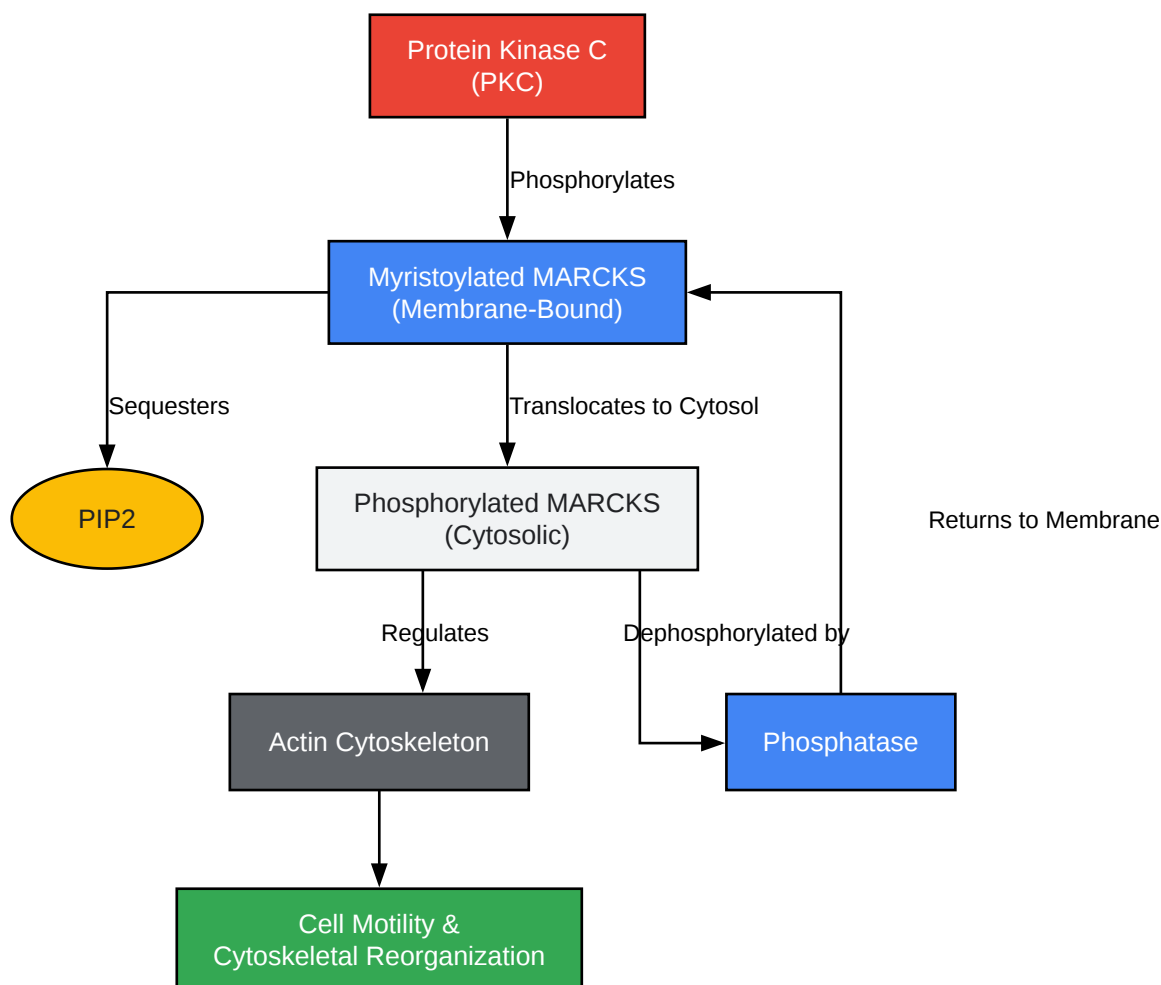 Protein Kinase C
(PKC)
Phosphorylates
Myristoylated MARCKS
(Membrane-Bound)
Sequesters
Translocates to Cytosol
PIP2
Phosphorylated MARCKS
(Cytosolic)
Returns to Membrane
Regulates
Dephosphorylated by
Actin Cytoskeleton
Phosphatase
Cell Motility &
Cytoskeletal Reorganization